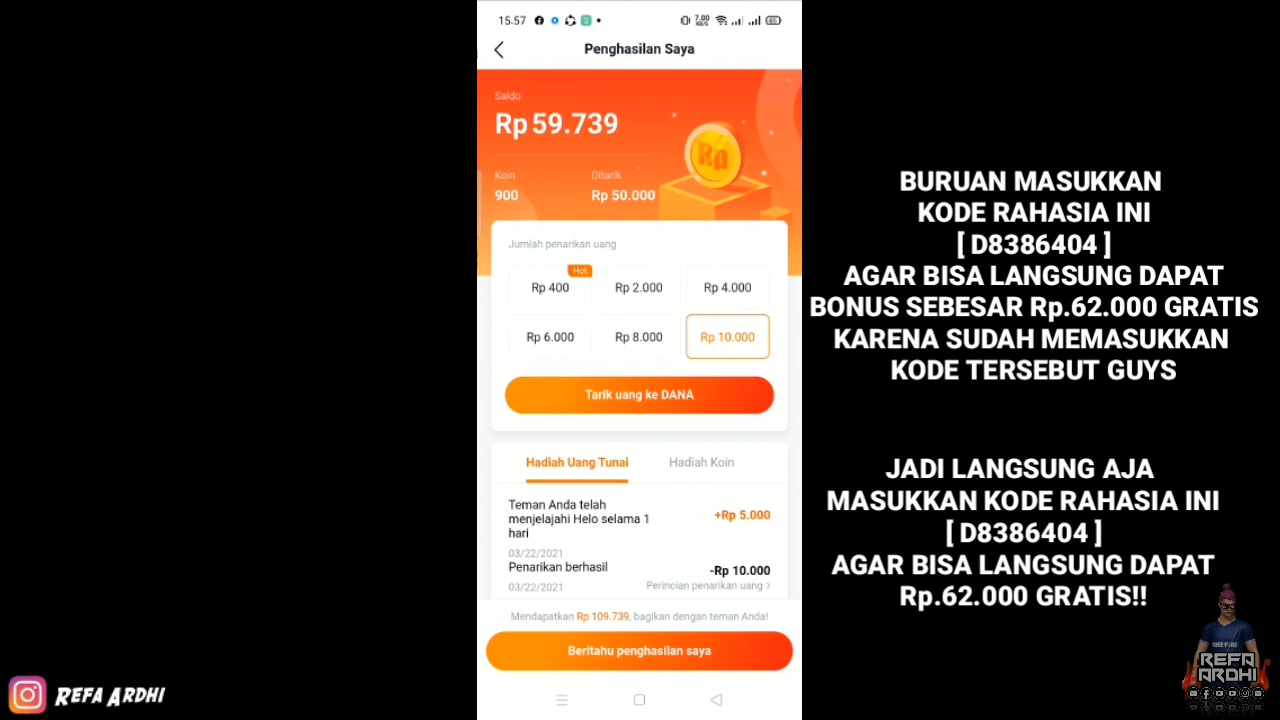 15.57
7,00
KB/S
Penghasilan Saya
Saldo
Rp 59.739
Koin
Ditarik
900
Rp 50.000
Jumlah penarikan uang
Hot
Rp 400
Rp 2.000
Rp 4.000
Rp 6.000
Rp 8.000
Rp 10.000
Tarik uang ke DANA
Hadiah Uang Tunai
Hadiah Koin
Teman Anda telah
menjelajahi Helo selama 1
hari
+Rp 5.000
03/22/2021
Penarikan berhasil
-Rp 10.000
03/22/2021
Perincian penarikan uang >
Mendapatkan Rp 109.739, bagikan dengan teman Anda!
Beritahu penghasilan saya
BURUAN MASUKKAN
KODE RAHASIA INI
[ D8386404 ]
AGAR BISA LANGSUNG DAPAT
BONUS SEBESAR Rp.62.000 GRATIS
KARENA SUDAH MEMASUKKAN
KODE TERSEBUT GUYS
JADI LANGSUNG AJA
MASUKKAN KODE RAHASIA INI
[ D8386404 ]
AGAR BISA LANGSUNG DAPAT
Rp.62.000 GRATIS!!
REFA ARDHI
FREE FIRE
REFA
ARDHI